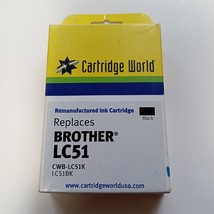 Cartridge World
Remanufactured Ink Cartridge
Black
Replaces
BROTHER®
LC51
CWB-LC51K
LC51BK
www.cartridgeworldusa.com